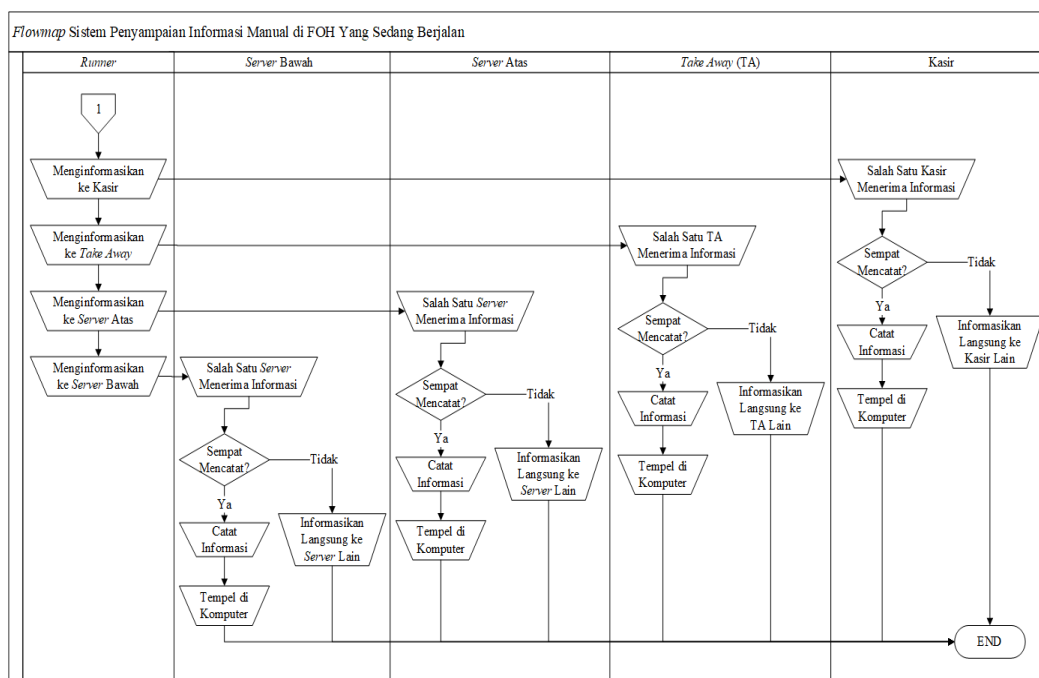 Flowmap Sistem Penyampaian Informasi Manual di FOH Yang Sedang Berjalan
Runner
Server Bawah
Server Atas
Take Away (TA)
Kasir
1
Menginformasikan
ke Kasir
Menginformasikan
ke Take Away
Menginformasikan
ke Server Atas
Menginformasikan
ke Server Bawah
Salah Satu Server
Menerima Informasi
Sempat
Mencatat?
Tidak
Ya
Catat
Informasi
Informasikan
Langsung ke
Server Lain
Tempel di
Komputer
Salah Satu Server
Menerima Informasi
Sempat
Mencatat?
Tidak
Ya
Catat
Informasi
Informasikan
Langsung ke
Server Lain
Tempel di
Komputer
Salah Satu TA
Menerima Informasi
Sempat
Mencatat?
Tidak
Ya
Catat
Informasi
Informasikan
Langsung ke
TA Lain
Tempel di
Komputer
Salah Satu Kasir
Menerima Informasi
Sempat
Mencatat?
Tidak
Ya
Catat
Informasi
Informasikan
Langsung ke
Kasir Lain
Tempel di
Komputer
END